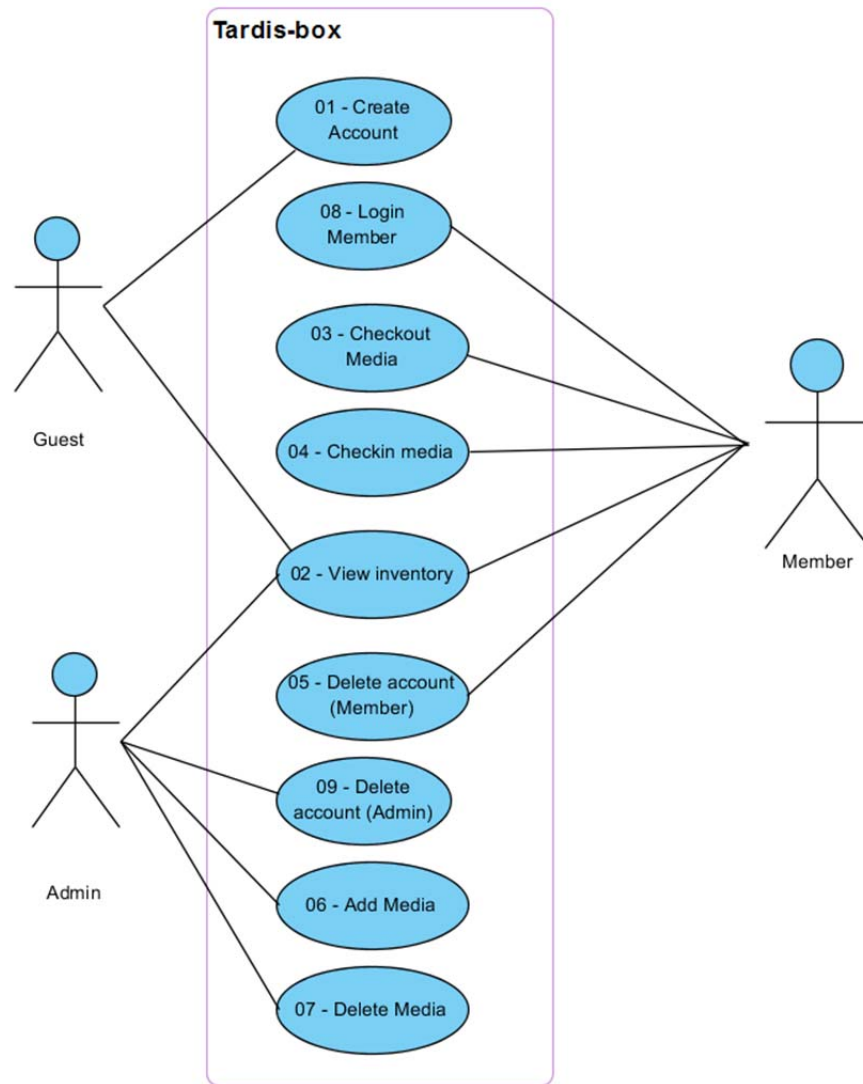 Tardis-box
01 - Create
Account
08 - Login
Member
03 - Checkout
Media
04 - Checkin media
02 - View inventory
05 - Delete account
(Member)
09 - Delete
account (Admin)
06 - Add Media
07 - Delete Media
Guest
Admin
Member